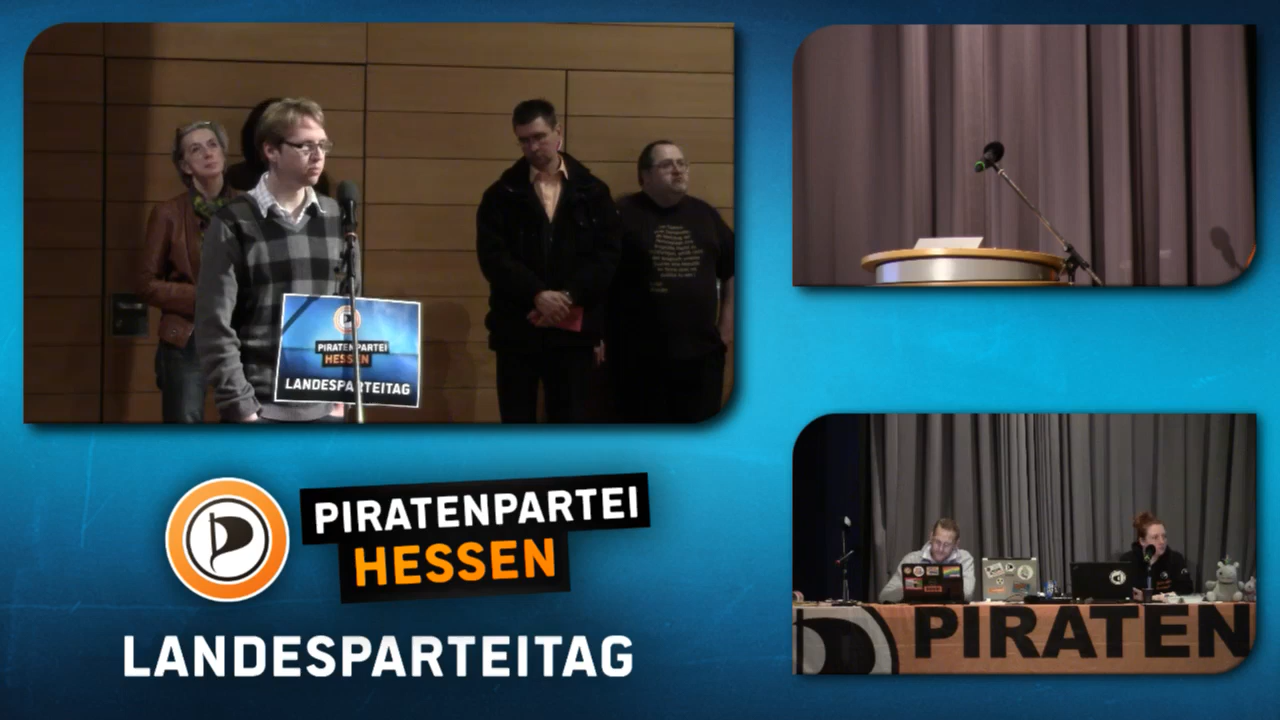 PIRATENPARTEI
HESSEN
LANDESPARTEITAG
PIRATENPARTEI
HESSEN
LANDESPARTEITAG
PIRATEN